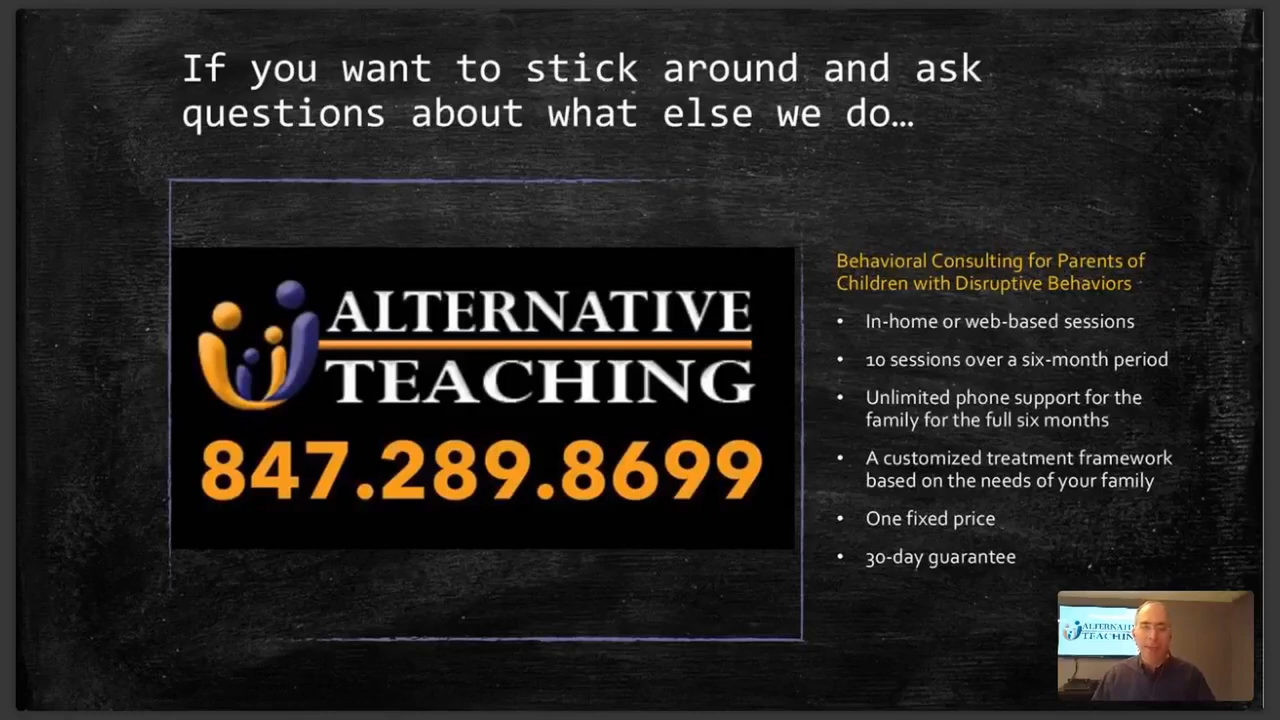 If you want to stick around and ask
questions about what else we do…
ALTERNATIVE
TEACHING
847.289.8699
Behavioral Consulting for Parents of
Children with Disruptive Behaviors
• In-home or web-based sessions
• 10 sessions over a six-month period
• Unlimited phone support for the
family for the full six months
• A customized treatment framework
based on the needs of your family
• One fixed price
• 30-day guarantee
TEACHING